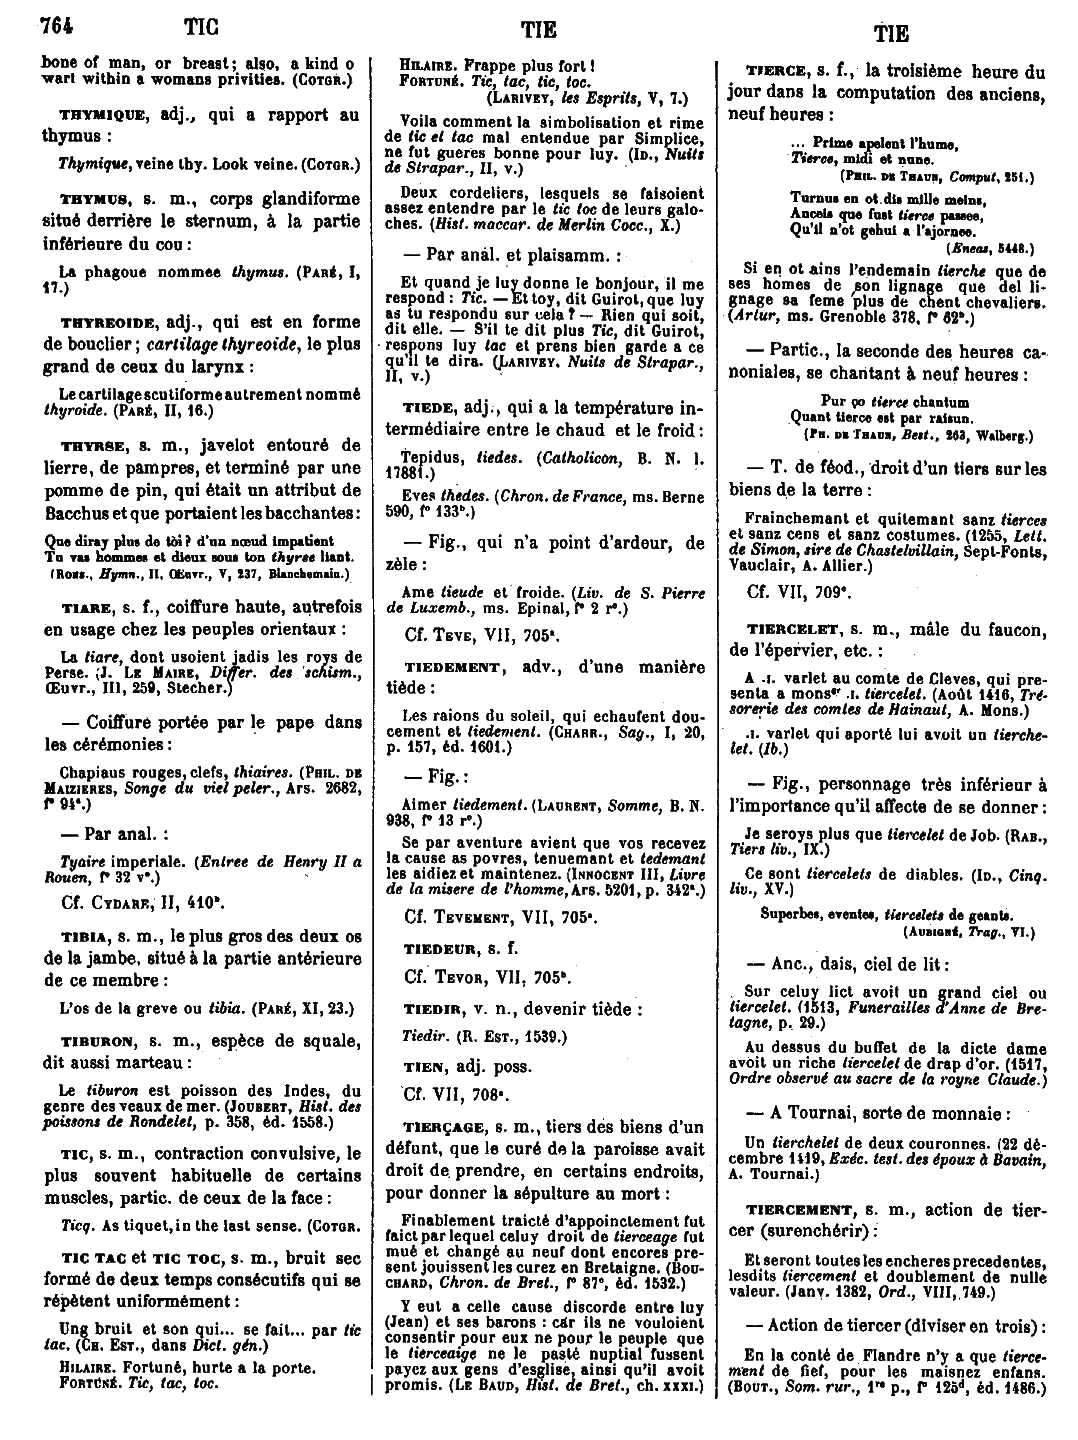 764 TIC TIE TIE
bone of man, or breast; also, a kind o
wart within a womans privities. (COTGR.)
THYMIQUE, adj., qui a rapport au
thymus :
Thymique, veine thy. Look veine. (COTGR.)
THYMUS, s. m., corps glandiforme
situé derrière le sternum, à la partie
inférieure du cou :
La phagoue nommee thymus. (PARÉ, I,
17.)
THYREOIDE, adj., qui est en forme
de bouclier ; cartilage thyreoide, le plus
grand de ceux du larynx :
Le cartilage scutiforme autrement nommé
thyroide. (PARÉ, II, 16.)
THYRSE, s. m., javelot entouré de
lierre, de pampres, et terminé par une
pomme de pin, qui était un attribut de
Bacchus et que portaient les bacchantes :
Que diray plus de toi? d'un nœud impatient
Tu vas hommes et dieux sous ton thyrse liant.
(RONS., Hymn., II, Œuvr., V, 237, Blanchemain.)
TIARE, s. f., coiffure haute, autrefois
en usage chez les peuples orientaux :
La tiare, dont usoient jadis les roys de
Perse. (J. LE MAIRE, Differ. des schism.,
Œuvr., III, 259, Stecher.)
— Coiffure portée par le pape dans
les cérémonies :
Chapiaus rouges, clefs, thiaires. (PHIL. DE
MAIZIERES, Songe du viel peler., Ars. 2682,
f° 94ª.)
— Par anal. :
Tyaire imperiale. (Entree de Henry II a
Rouen, f° 32 v°.)
Cf. CYDARE, II, 410ᵇ.
TIBIA, s. m., le plus gros des deux os
de la jambe, situé à la partie antérieure
de ce membre :
L'os de la greve ou tibia. (PARÉ, XI, 23.)
TIBURON, s. m., espèce de squale,
dit aussi marteau :
Le tiburon est poisson des Indes, du
genre des veaux de mer. (JOUBERT, Hist. des
poissons de Rondelet, p. 358, éd. 1558.)
TIC, s. m., contraction convulsive, le
plus souvent habituelle de certains
muscles, partic. de ceux de la face :
Ticq. As tiquet, in the last sense. (COTGR.
TIC TAC et TIC TOC, s. m., bruit sec
formé de deux temps consécutifs qui se
répètent uniformément :
Ung bruit et son qui... se fait... par tic
tac. (CH. EST., dans Dict. gén.)
HILAIRE. Fortuné, hurte a la porte.
FORTUNÉ. Tic, tac, toc.
HILAIRE. Frappe plus fort !
FORTUNÉ. Tic, tac, tic, toc.
(LARIVEY, les Esprits, V, 7.)
Voila comment la simbolisation et rime
de tic et tac mal entendue par Simplice,
ne fut gueres bonne pour luy. (ID., Nuits
de Strapar., II, v.)
Deux cordeliers, lesquels se faisoient
assez entendre par le tic toc de leurs galo-
ches. (Hist. maccar. de Merlin Cocc., X.)
— Par anal. et plaisamm. :
Et quand je luy donne le bonjour, il me
respond : Tic. — Et toy, dit Guirot, que luy
as tu respondu sur cela ? — Rien qui soit,
dit elle. — S'il te dit plus Tic, dit Guirot,
respons luy tac et prens bien garde a ce
qu'il te dira. (LARIVEY, Nuits de Strapar.,
II, v.)
TIEDE, adj., qui a la température in-
termédiaire entre le chaud et le froid :
Tepidus, tiedes. (Catholicon, B. N. l.
17881.)
Eves thedes. (Chron. de France, ms. Berne
590, f° 133ᵇ.)
— Fig., qui n'a point d'ardeur, de
zèle :
Ame tieude et froide. (Liv. de S. Pierre
de Luxemb., ms. Epinal, f° 2 r°.)
Cf. TEVE, VII, 705ª.
TIEDEMENT, adv., d'une manière
tiède :
Les raions du soleil, qui echaufent dou-
cement et tiedement. (CHARR., Sag., I, 20,
p. 157, éd. 1601.)
— Fig. :
Aimer tiedement. (LAURENT, Somme, B. N.
938, f° 13 r°.)
Se par aventure avient que vos recevez
la cause as povres, tenuemant et tedemant
les aidiez et maintenez. (INNOCENT III, Livre
de la misere de l'homme, Ars. 5201, p. 342ª.)
Cf. TEVEMENT, VII, 705ª.
TIEDEUR, s. f.
Cf. TEVOR, VII, 705ᵇ.
TIEDIR, v. n., devenir tiède :
Tiedir. (R. EST., 1539.)
TIEN, adj. poss.
Cf. VII, 708ª.
TIERÇAGE, s. m., tiers des biens d'un
défunt, que le curé de la paroisse avait
droit de prendre, en certains endroits,
pour donner la sépulture au mort :
Finablement traicté d'appoinctement fut
faict par lequel celuy droit de tierceage fut
mué et changé au neuf dont encores pre-
sent jouissent les curez en Bretaigne. (BOU-
CHARD, Chron. de Bret., f° 87ᵉ, éd. 1532.)
Y eut a celle cause discorde entre luy
(Jean) et ses barons : car ils ne vouloient
consentir pour eux ne pour le peuple que
le tierceaige ne le pasté nuptial fussent
payez aux gens d'esglise, ainsi qu'il avoit
promis. (LE BAUD, Hist. de Bret., ch. XXXI.)
TIERCE, s. f., la troisième heure du
jour dans la computation des anciens,
neuf heures :
... Prime apelent l'hume,
Tierce, midi et nune.
(PHIL. DE THAUN, Comput, 251.)
Turnus en ot dis mille meins,
Anceis que fust tierce passee,
Qu'il n'ot gehui a l'ajornee.
(Eneas, 5448.)
Si en ot ains l'endemain tierche que de
ses homes de son lignage que del li-
gnage sa feme plus de chent chevaliers.
(Artur, ms. Grenoble 378, f° 62ᵇ.)
— Partic., la seconde des heures ca-
noniales, se chantant à neuf heures :
Pur ço tierce chantum
Quant tierce est par raisun.
(PH. DE THAUN, Best., 263, Walberg.)
— T. de féod., droit d'un tiers sur les
biens de la terre :
Frainchemant et quitemant sanz tierces
et sanz cens et sanz costumes. (1255, Lett.
de Simon, sire de Chastelvillain, Sept-Fonts,
Vauclair, A. Allier.)
Cf. VII, 709ᵉ.
TIERCELET, s. m., mâle du faucon,
de l'épervier, etc. :
A .I. varlet au comte de Cleves, qui pre-
senta a monsᵉʳ .I. tiercelet. (Août 1416, Tré-
sorerie des comtes de Hainaut, A. Mons.)
.I. varlet qui aporté lui avoit un tierche-
let. (Ib.)
— Fig., personnage très inférieur à
l'importance qu'il affecte de se donner :
Je seroys plus que tiercelet de Job. (RAB.,
Tiers liv., IX.)
Ce sont tiercelets de diables. (ID., Cinq.
liv., XV.)
Superbes, eventes, tiercelets de geants.
(AUBIGNÉ, Trag., VI.)
— Anc., dais, ciel de lit :
Sur celuy lict avoit un grand ciel ou
tiercelet. (1513, Funerailles d'Anne de Bre-
tagne, p. 29.)
Au dessus du buffet de la dicte dame
avoit un riche tiercelet de drap d'or. (1517,
Ordre observé au sacre de la royne Claude.)
— A Tournai, sorte de monnaie :
Un tierchelet de deux couronnes. (22 dé-
cembre 1419, Exéc. test. des époux à Bavain,
A. Tournai.)
TIERCEMENT, s. m., action de tier-
cer (surenchérir) :
Et seront toutes les encheres precedentes,
lesdits tiercement et doublement de nulle
valeur. (Janv. 1382, Ord., VIII, 749.)
— Action de tiercer (diviser en trois) :
En la conté de Flandre n'y a que tierce-
ment de fief, pour les maisnez enfans.
(BOUT., Som. rur., 1ʳᵉ p., f° 125ᵈ, éd. 1486.)